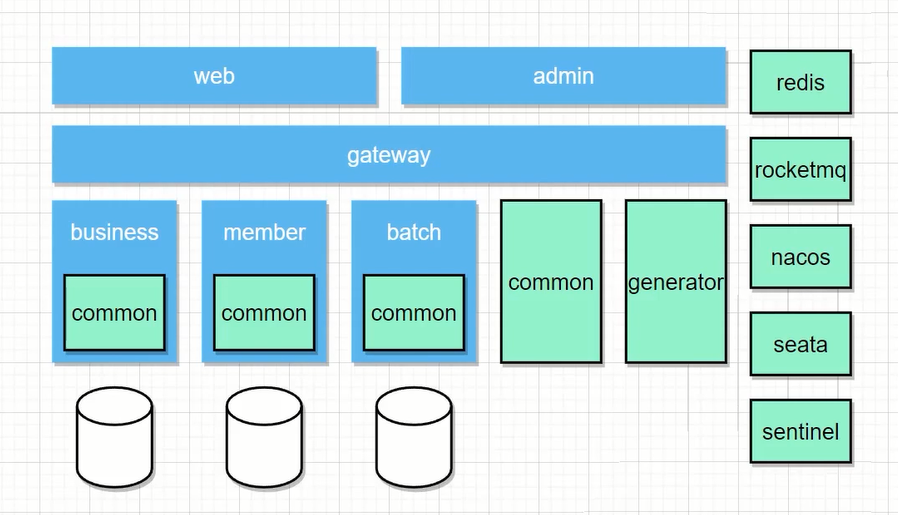 web
admin
redis
gateway
rocketmq
business
member
batch
common
generator
nacos
common
common
common
seata
sentinel